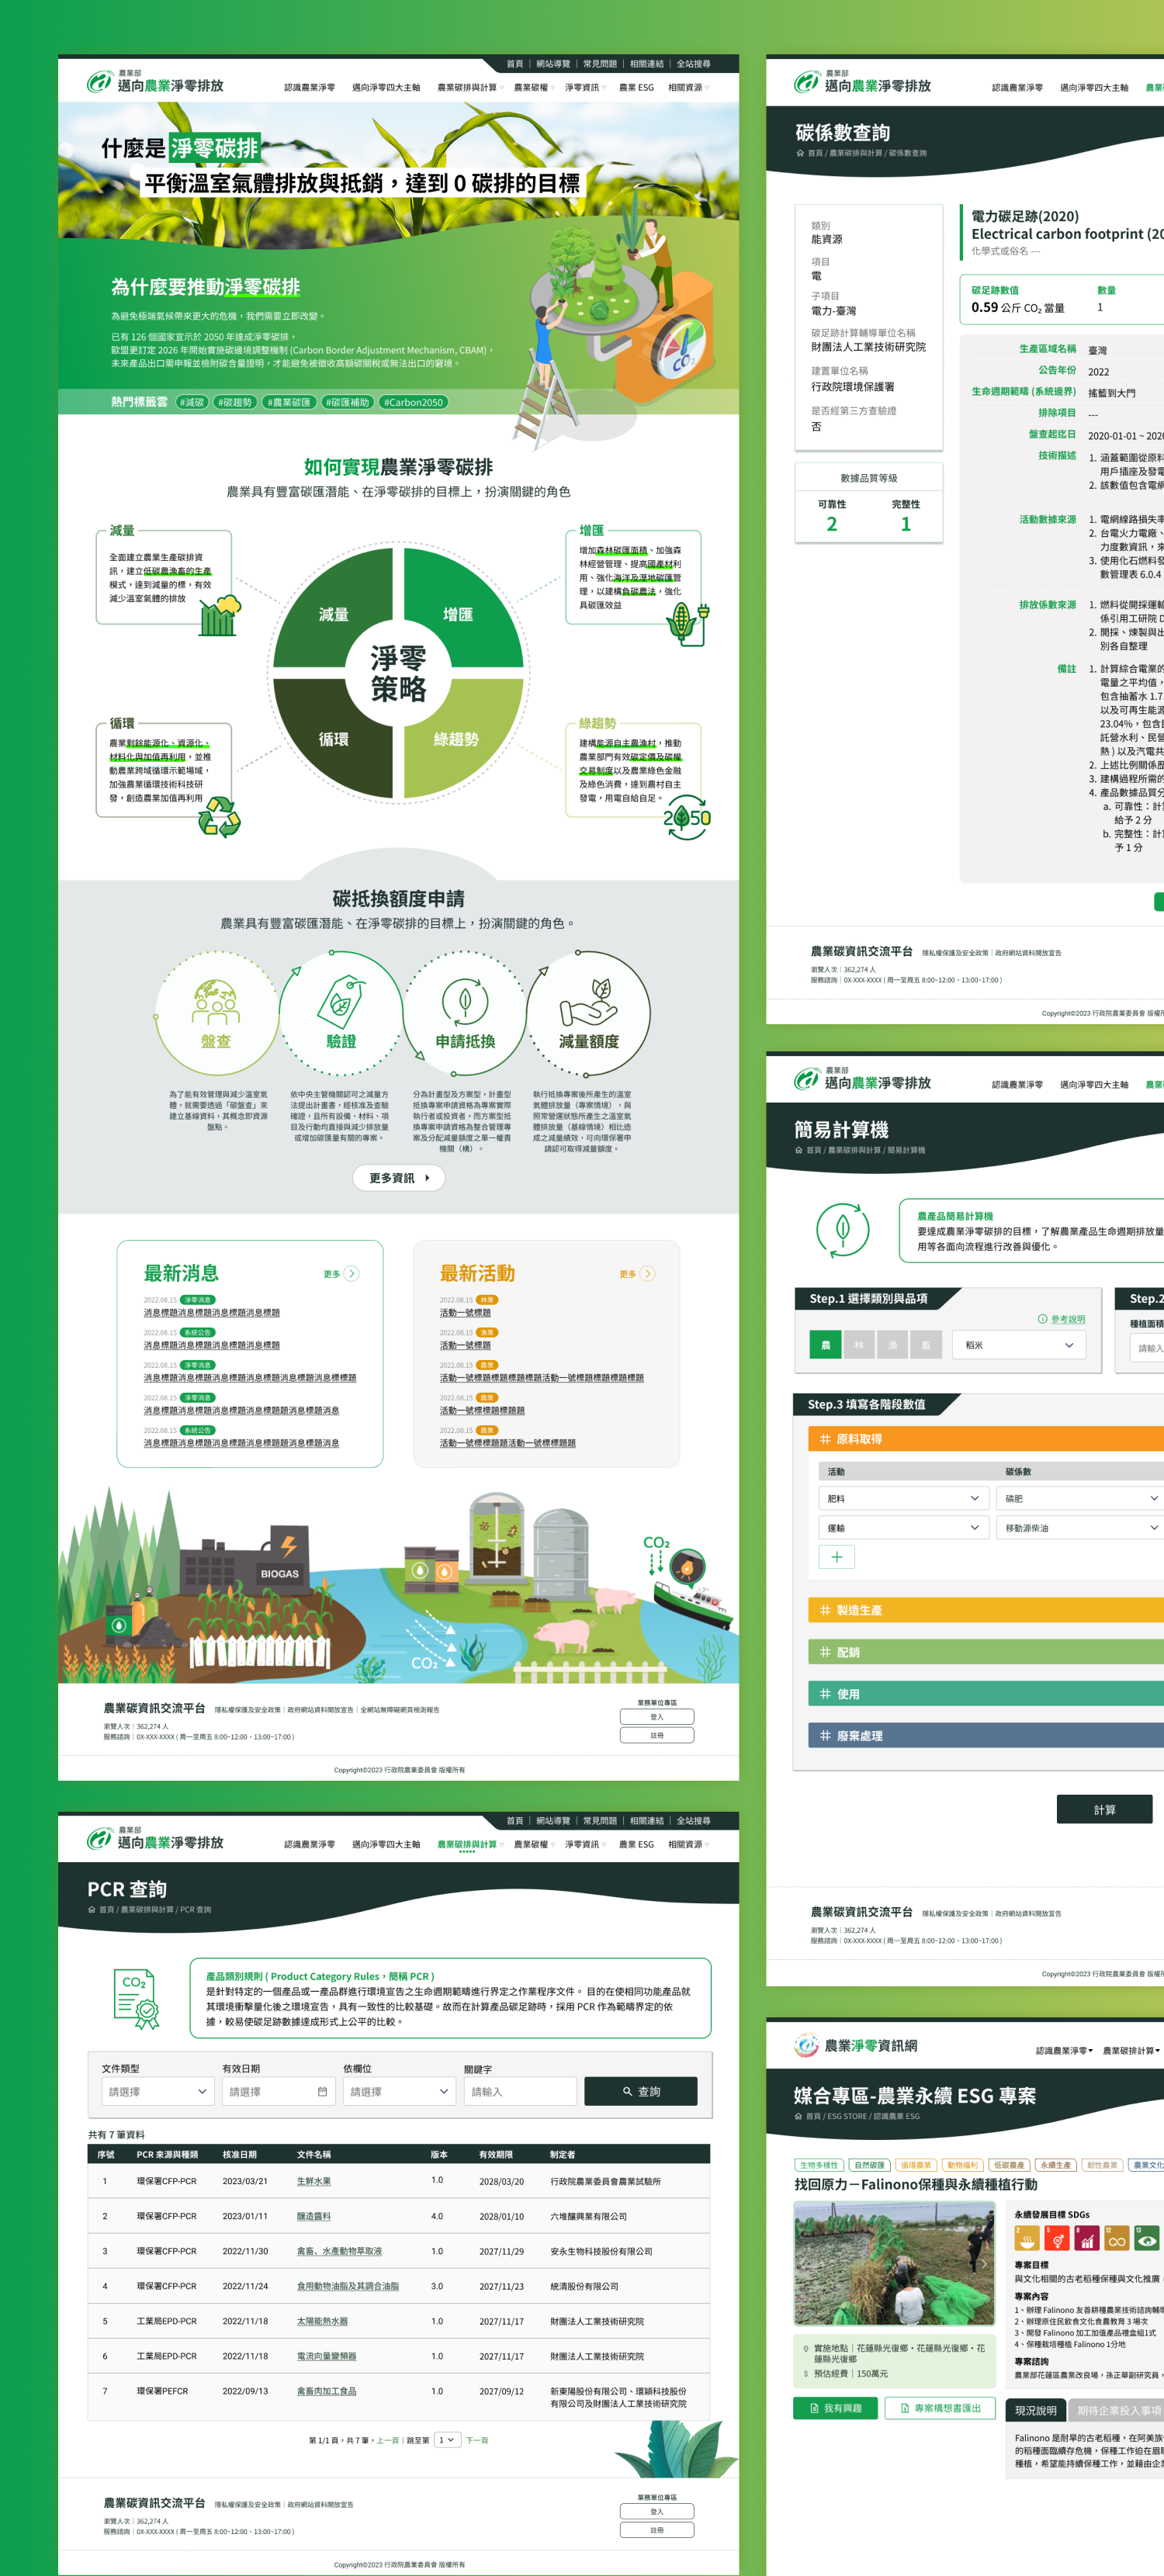 首頁｜網站導覽｜常見問題｜相關連結｜全站搜尋
農業部
邁向農業淨零排放
認識農業淨零 邁向淨零四大主軸 農業碳排與計算 農業碳權 淨零資訊 農業 ESG 相關資源
什麼是 淨零碳排
平衡溫室氣體排放與抵銷，達到 0 碳排的目標
為什麼要推動淨零碳排
為避免極端氣候帶來更大的危機，我們需要立即改變。
已有 126 個國家宣示於 2050 年達成淨零碳排，
歐盟更訂定 2026 年開始實施碳邊境調整機制 (Carbon Border Adjustment Mechanism, CBAM)，
未來產品出口需申報並檢附碳含量證明，才能避免被徵收高額碳關稅或無法出口的窘境。
熱門標籤雲 #減碳 #碳趨勢 #農業碳匯 #碳匯補助 #Carbon2050
CO₂
如何實現農業淨零碳排
農業具有豐富碳匯潛能、在淨零碳排的目標上，扮演關鍵的角色
減量
全面建立農業生產碳排資
訊，建立低碳農漁畜的生產
模式，達到減量的標，有效
減少溫室氣體的排放
增匯
增加森林碳匯面積、加強森
林經營管理、提高國產材利
用、強化海洋及溼地碳匯管
理，以建構負碳農法，強化
具碳匯效益
減量
增匯
淨零
策略
循環
綠趨勢
循環
農業剩餘能源化、資源化、
材料化與加值再利用，並推
動農業跨域循環示範場域，
加強農業循環技術科技研
發，創造農業加值再利用
綠趨勢
建構能源自主農漁村，推動
農業部門有效碳定價及碳權
交易制度以及農業綠色金融
及綠色消費，達到農村自主
發電，用電自給自足。
2050
碳抵換額度申請
農業具有豐富碳匯潛能、在淨零碳排的目標上，扮演關鍵的角色。
盤查
驗證
申請抵換
減量額度
為了能有效管理與減少溫室氣
體，就需要透過「碳盤查」來
建立基線資料，其概念即資源
盤點。
依中央主管機關認可之減量方
法提出計畫書，經核准及查驗
確證，且所有設備、材料、項
目及行動均直接與減少排放量
或增加碳匯量有關的專案。
分為計畫型及方案型，計畫型
抵換專案申請資格為專案實際
執行者或投資者，而方案型抵
換專案申請資格為整合管理專
案及分配減量額度之單一權責
機關（構）。
執行抵換專案後所產生的溫室
氣體排放量（專案情境），與
照常營運狀態所產生之溫室氣
體排放量（基線情境）相比造
成之減量績效，可向環保署申
請認可取得減量額度。
更多資訊
最新消息
更多
2022.08.15 淨零消息
消息標題消息標題消息標題消息標題
2022.08.15 系統公告
消息標題消息標題消息標題消息標題
2022.08.15 淨零消息
消息標題消息標題消息標題消息標題消息標題消息標標題
2022.08.15 淨零消息
消息標題消息標題消息標題消息標題題消息標題消息
2022.08.15 系統公告
消息標題消息標題消息標題消息標題題消息標題消息
最新活動
更多
2022.08.15 林業
活動一號標題
2022.08.15 漁業
活動一號標題
2022.08.15 農業
活動一號標題標題標題標題活動一號標題標題標題標題
2022.08.15 農業
活動一號標標題標題題
2022.08.15 農業
活動一號標標題題活動一號標標題題
BIOGAS
CO₂
CO₂
農業碳資訊交流平台 隱私權保護及安全政策｜政府網站資料開放宣告｜全網站無障礙網頁檢測報告
瀏覽人次｜362,274 人
服務諮詢｜0X-XXX-XXXX ( 周一至周五 8:00~12:00、13:00~17:00 )
業務單位專區
登入
註冊
Copyright©2023 行政院農業委員會 版權所有
首頁｜網站導覽｜常見問題｜相關連結｜全站搜尋
農業部
邁向農業淨零排放
認識農業淨零 邁向淨零四大主軸 農業碳排與計算 農業碳權 淨零資訊 農業 ESG 相關資源
PCR 查詢
首頁 / 農業碳排與計算 / PCR 查詢
CO₂
產品類別規則 ( Product Category Rules，簡稱 PCR )
是針對特定的一個產品或一產品群進行環境宣告之生命週期範疇進行界定之作業程序文件。 目的在使相同功能產品就
其環境衝擊量化後之環境宣告，具有一致性的比較基礎。故而在計算產品碳足跡時，採用 PCR 作為範疇界定的依
據，較易使碳足跡數據達成形式上公平的比較。
文件類型 有效日期 依欄位 關鍵字
請選擇 請選擇 請選擇 請輸入 查詢
共有 7 筆資料
序號 PCR 來源與種類 核准日期 文件名稱 版本 有效期限 制定者
1 環保署CFP-PCR 2023/03/21 生鮮水果 1.0 2028/03/20 行政院農業委員會農業試驗所
2 環保署CFP-PCR 2023/01/11 釀造醬料 4.0 2028/01/10 六堆釀興業有限公司
3 環保署CFP-PCR 2022/11/30 禽畜、水產動物萃取液 1.0 2027/11/29 安永生物科技股份有限公司
4 環保署CFP-PCR 2022/11/24 食用動物油脂及其調合油脂 3.0 2027/11/23 統清股份有限公司
5 工業局EPD-PCR 2022/11/18 太陽能熱水器 1.0 2027/11/17 財團法人工業技術研究院
6 工業局EPD-PCR 2022/11/18 電流向量變頻器 1.0 2027/11/17 財團法人工業技術研究院
7 環保署PEFCR 2022/09/13 禽畜肉加工食品 1.0 2027/09/12 新東陽股份有限公司、環穎科技股份
有限公司及財團法人工業技術研究院
第 1/1 頁，共 7 筆，上一頁｜跳至第 1 下一頁
農業碳資訊交流平台 隱私權保護及安全政策｜政府網站資料開放宣告
瀏覽人次｜362,274 人
服務諮詢｜0X-XXX-XXXX ( 周一至周五 8:00~12:00、13:00~17:00 )
業務單位專區
登入
註冊
Copyright©2023 行政院農業委員會 版權所有
農業部
邁向農業淨零排放
認識農業淨零 邁向淨零四大主軸 農業
碳係數查詢
首頁 / 農業碳排與計算 / 碳係數查詢
類別
能資源
項目
電
子項目
電力-臺灣
碳足跡計算輔導單位名稱
財團法人工業技術研究院
建置單位名稱
行政院環境保護署
是否經第三方查驗證
否
數據品質等級
可靠性 完整性
2 1
電力碳足跡(2020)
Electrical carbon footprint (20
化學式或俗名 ---
碳足跡數值 數量
0.59 公斤 CO₂ 當量 1
生產區域名稱 臺灣
公告年份 2022
生命週期範疇 (系統邊界) 搖籃到大門
排除項目 ---
盤查起迄日 2020-01-01 ~ 2020
技術描述 1. 涵蓋範圍從原料
用戶插座及發電
2. 該數值包含電網
活動數據來源 1. 電網線路損失率
2. 台電火力電廠、
力度數資訊，來
3. 使用化石燃料發
數管理表 6.0.4
排放係數來源 1. 燃料從開採運輸
係引用工研院 D
2. 開採、煉製與出
別各自整理
備註 1. 計算綜合電業的
電量之平均值，
包含抽蓄水 1.7
以及可再生能源
23.04%，包含自
託營水利、民營
熱 ) 以及汽電共
2. 上述比例關係歷
3. 建構過程所需的
4. 產品數據品質分
a. 可靠性：計算
給予 2 分
b. 完整性：計算
予 1 分
農業碳資訊交流平台 隱私權保護及安全政策｜政府網站資料開放宣告
瀏覽人次｜362,274 人
服務諮詢｜0X-XXX-XXXX ( 周一至周五 8:00~12:00、13:00~17:00 )
Copyright©2023 行政院農業委員會 版權所
農業部
邁向農業淨零排放
認識農業淨零 邁向淨零四大主軸 農業
簡易計算機
首頁 / 農業碳排與計算 / 簡易計算機
農產品簡易計算機
要達成農業淨零碳排的目標，了解農業產品生命週期排放量
用等各面向流程進行改善與優化。
Step.1 選擇類別與品項
參考說明
農 林 漁 畜 稻米
Step.2
種植面積
請輸入
Step.3 填寫各階段數值
原料取得
活動 碳係數
肥料 磷肥
運輸 移動源柴油
製造生產
配銷
使用
廢棄處理
計算
農業碳資訊交流平台 隱私權保護及安全政策｜政府網站資料開放宣告
瀏覽人次｜362,274 人
服務諮詢｜0X-XXX-XXXX ( 周一至周五 8:00~12:00、13:00~17:00 )
Copyright©2023 行政院農業委員會 版權所
農業淨零資訊網
認識農業淨零 農業碳排計算
媒合專區-農業永續 ESG 專案
首頁 / ESG STORE / 認識農業 ESG
生物多樣性 自然碳匯 循環農業 動物福利 低碳農產 永續生產 韌性農業 農業文化
找回原力－Falinono保種與永續種植行動
永續發展目標 SDGs
2 5 8 12 13
專案目標
與文化相關的古老稻種保種與文化推廣
專案內容
1、辦理 Falinono 友善耕種農業技術諮詢輔導
2、辦理原住民飲食文化食農教育 3 場次
3、開發 Falinono 加工加值產品禮盒組1式
4、保種栽培種植 Falinono 1分地
專案諮詢
農業部花蓮區農業改良場，孫正華副研究員，
實施地點｜花蓮縣光復鄉・花蓮縣光復鄉・花
蓮縣光復鄉
預估經費｜150萬元
我有興趣 專案構想書匯出
現況說明 期待企業投入事項
Falinono 是耐旱的古老稻種，在阿美族
的稻種面臨續存危機，保種工作迫在眉睫
種植，希望能持續保種工作，並藉由企業